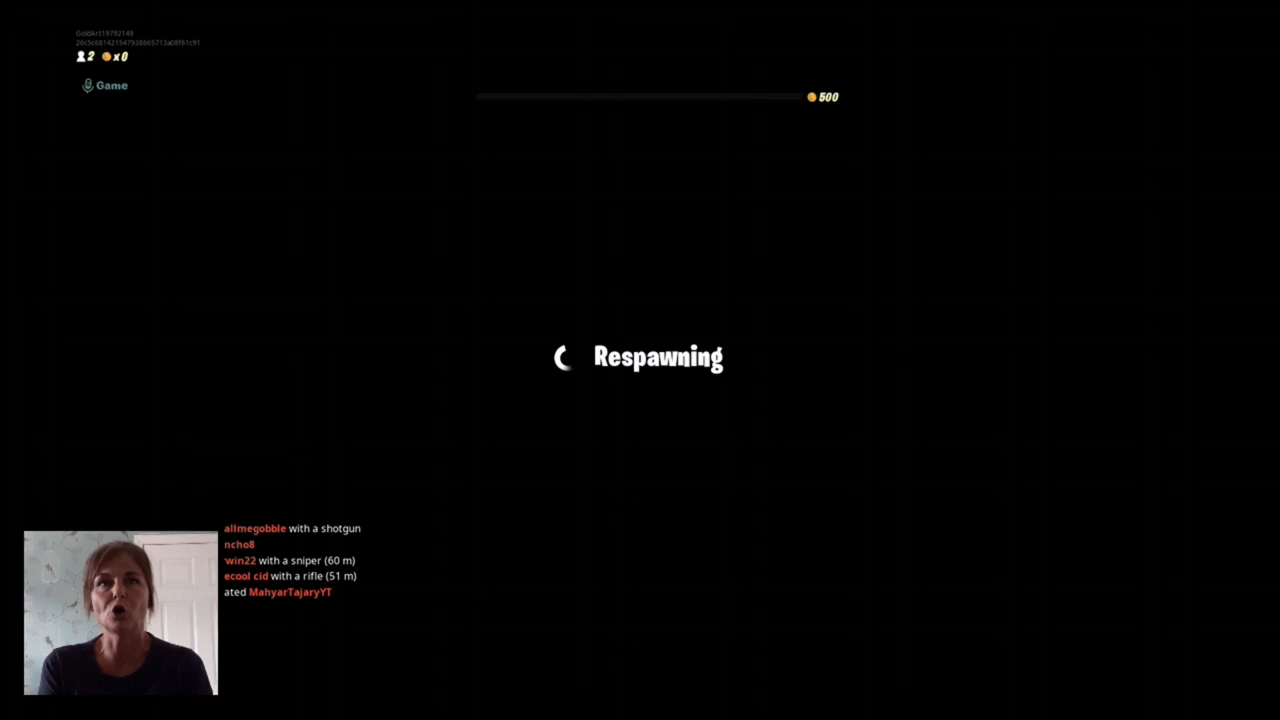 GoldArt19792149
2 x0
Game
500
Respawning
allmegobble with a shotgun
ncho8
win22 with a sniper (60 m)
ecool cid with a rifle (51 m)
ated MahyarTajaryYT